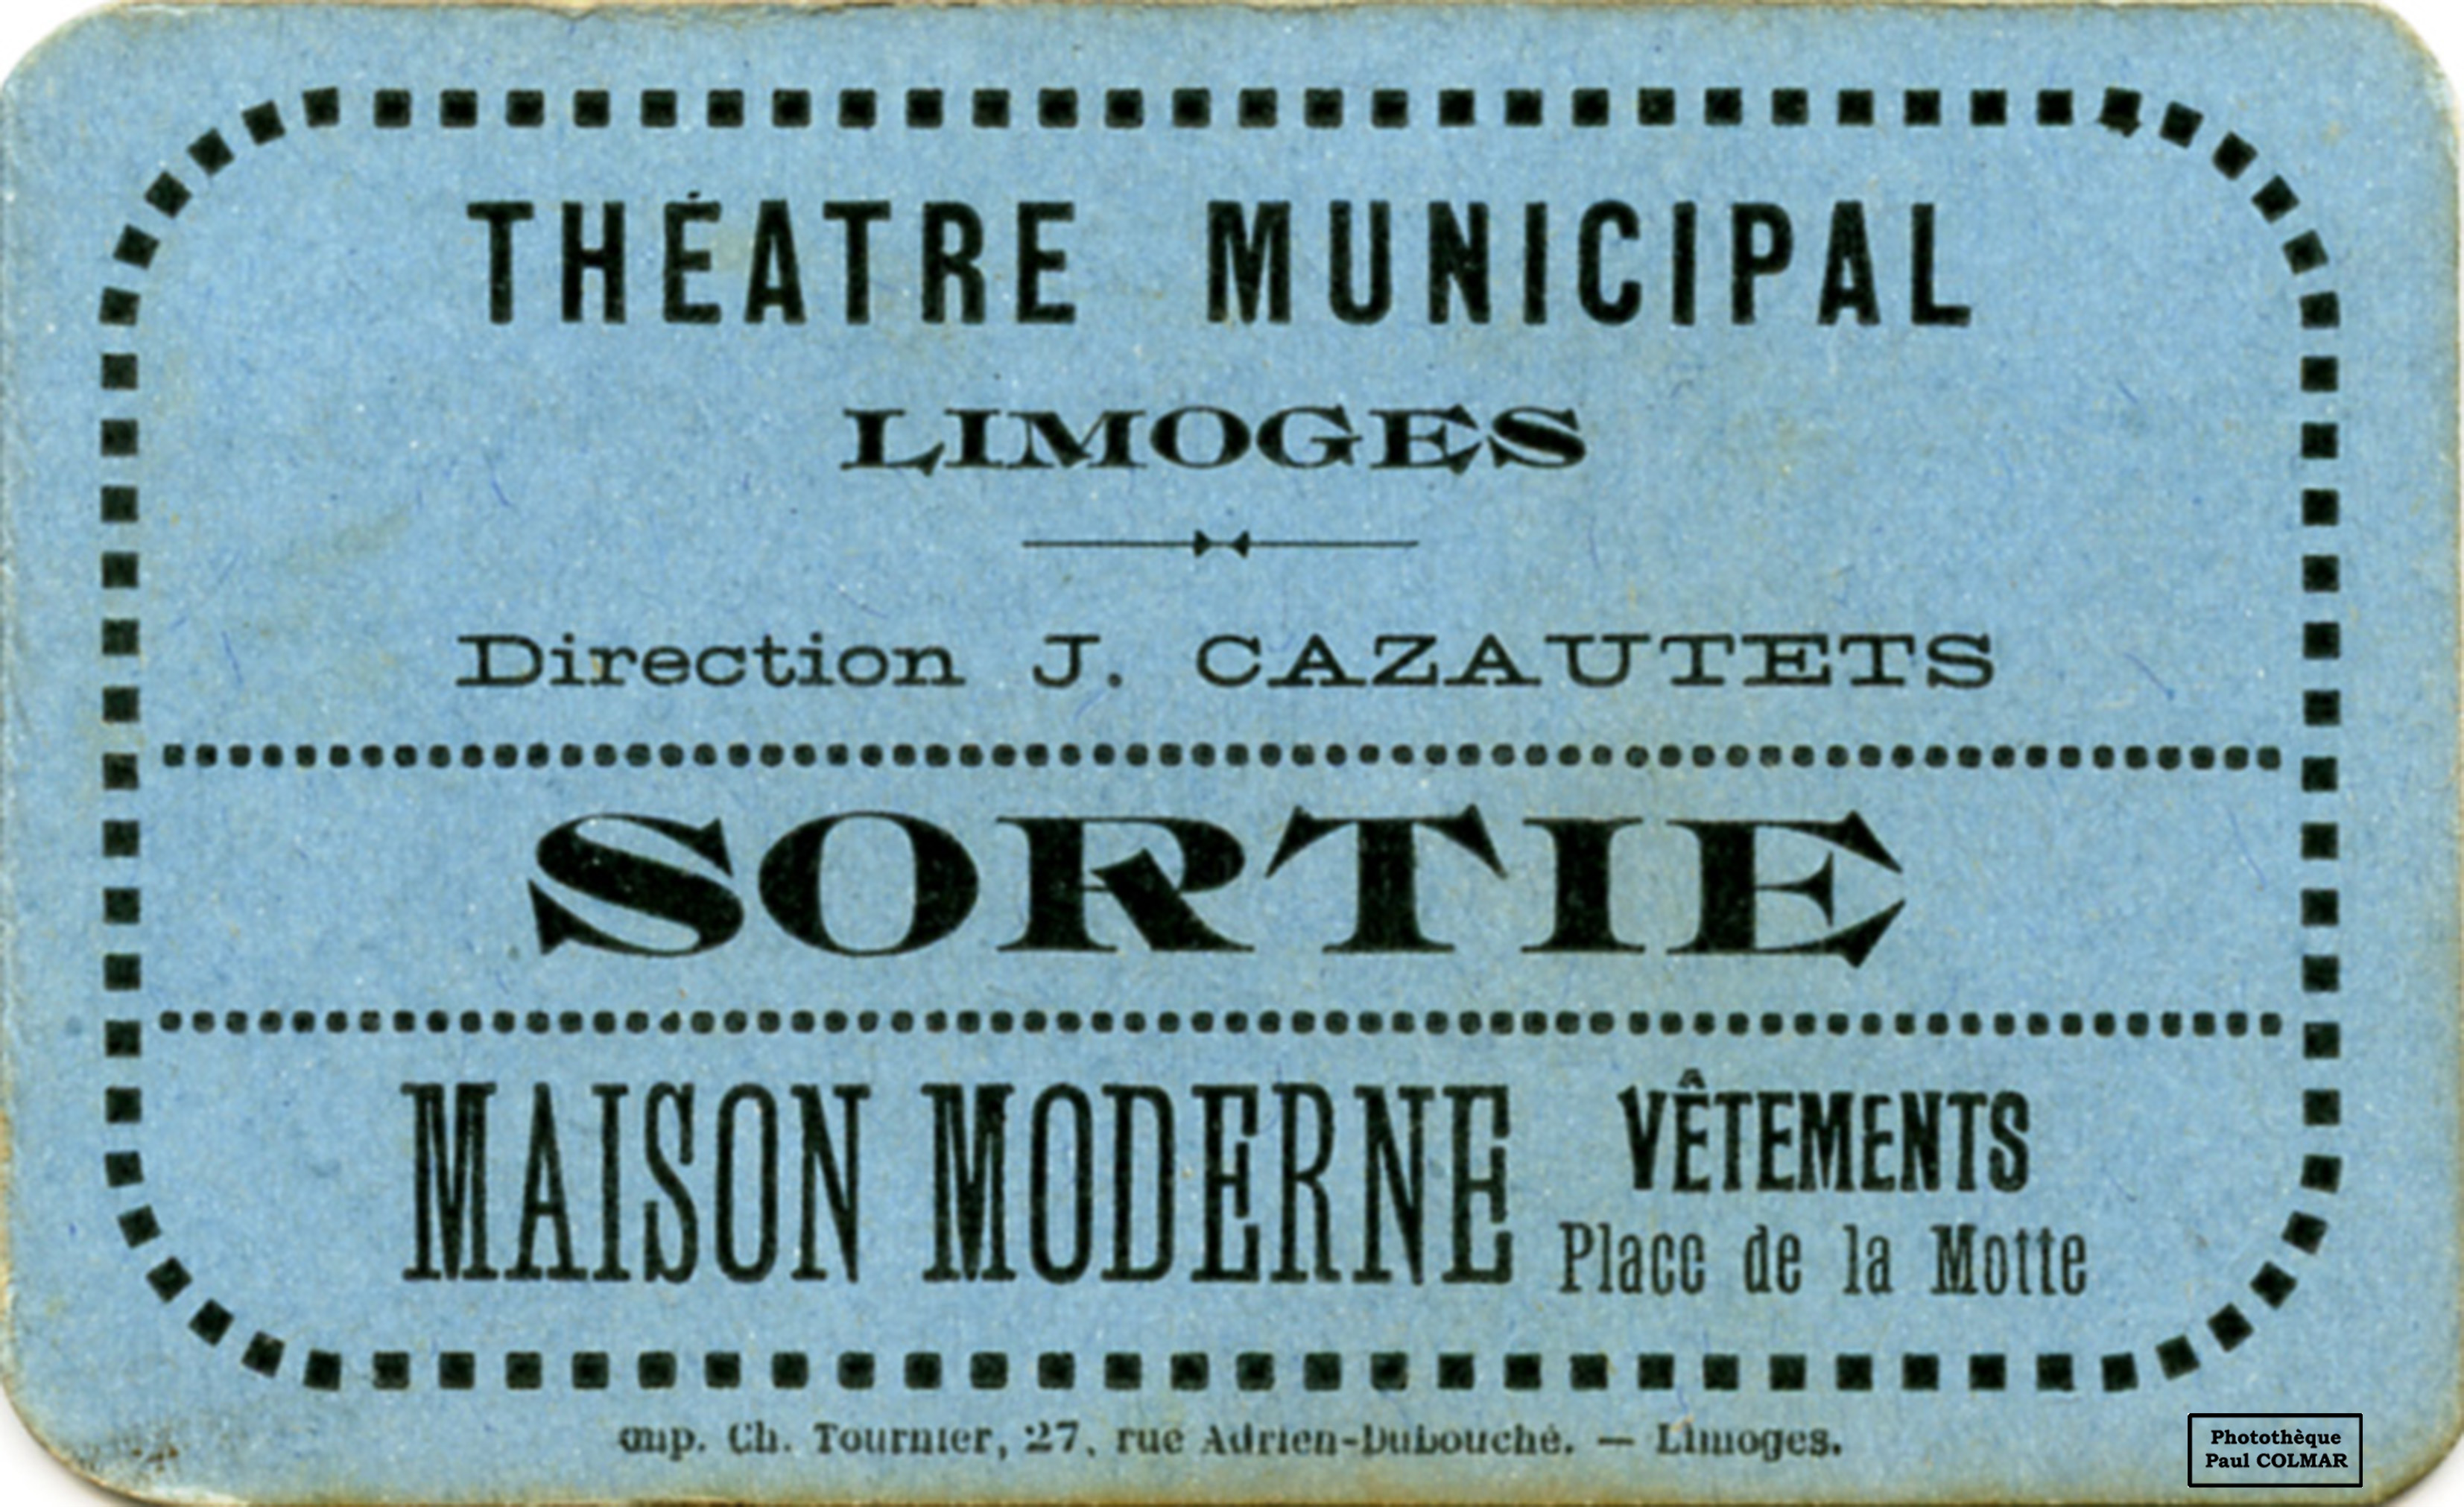 THÉATRE MUNICIPAL
LIMOGES
Direction J. CAZAUTETS
SORTIE
MAISON MODERNE
VÊTEMENTS
Place de la Motte
Imp. Ch. Tournier, 27, rue Adrien-Dubouché. — Limoges.
Photothèque
Paul COLMAR